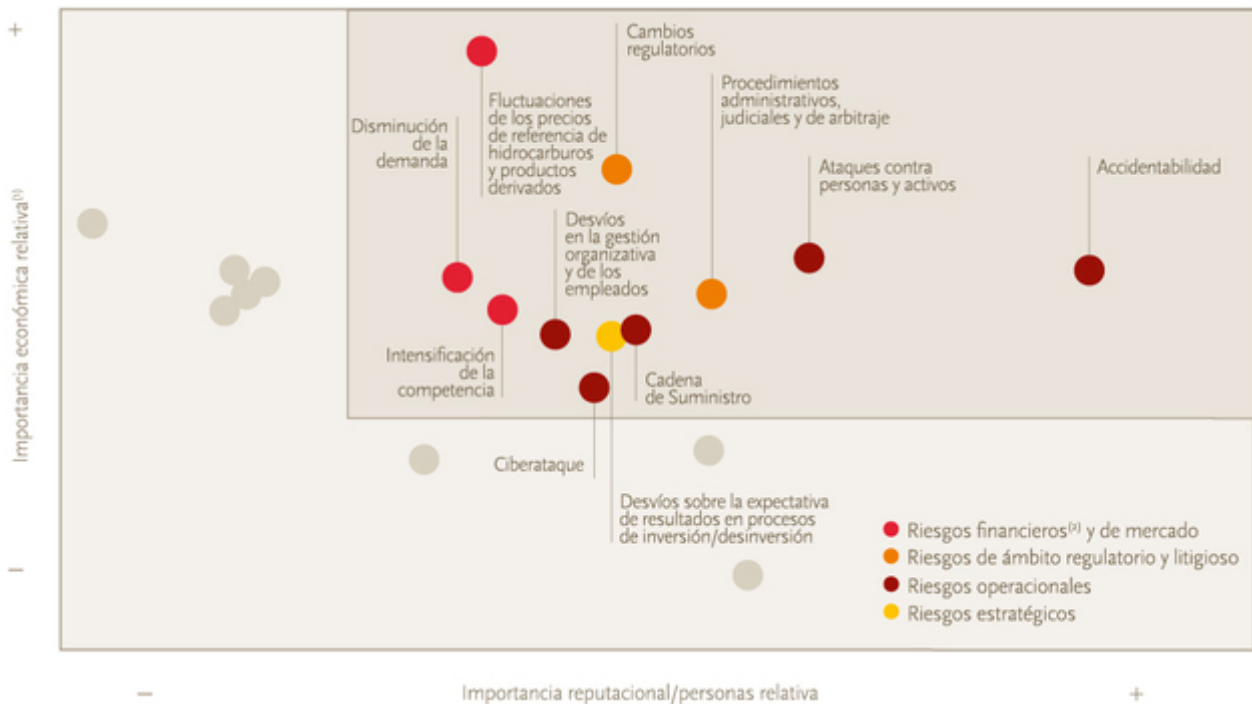 +
Importancia económica relativa(1)
−
Disminución
de la
demanda
Fluctuaciones
de los precios
de referencia de
hidrocarburos
y productos
derivados
Cambios
regulatorios
Procedimientos
administrativos,
judiciales y de arbitraje
Ataques contra
personas y activos
Accidentabilidad
Desvíos
en la gestión
organizativa
y de los
empleados
Intensificación
de la
competencia
Cadena
de Suministro
Ciberataque
Desvíos sobre la expectativa
de resultados en procesos
de inversión/desinversión
Riesgos financieros(2) y de mercado
Riesgos de ámbito regulatorio y litigioso
Riesgos operacionales
Riesgos estratégicos
−
Importancia reputacional/personas relativa
+